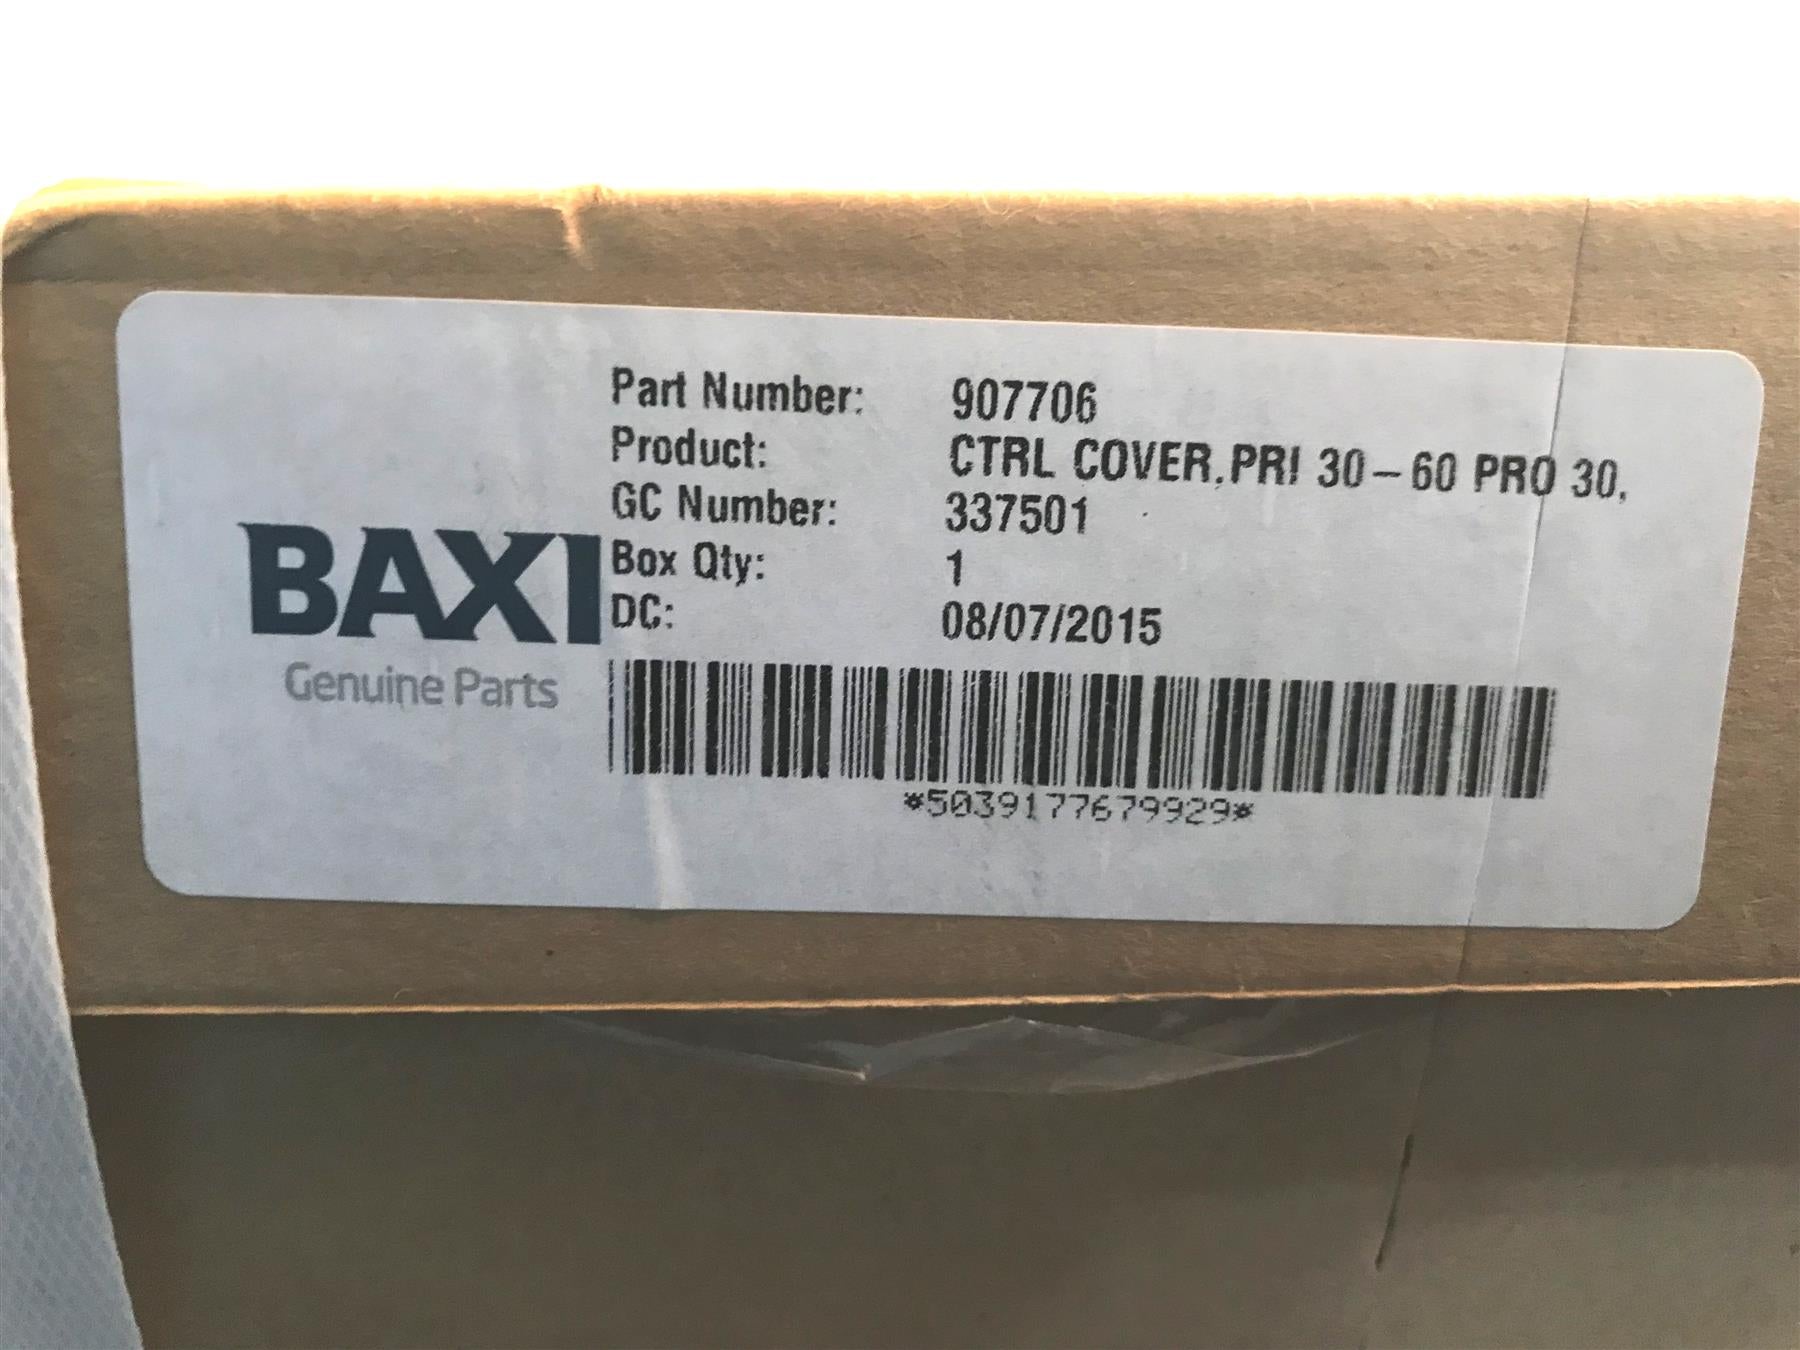 Part Number: 907706
Product: CTRL COVER,PRI 30-60 PRO 30,
GC Number: 337501
Box Qty: 1
DC: 08/07/2015
BAXI
Genuine Parts
*5039177679929*